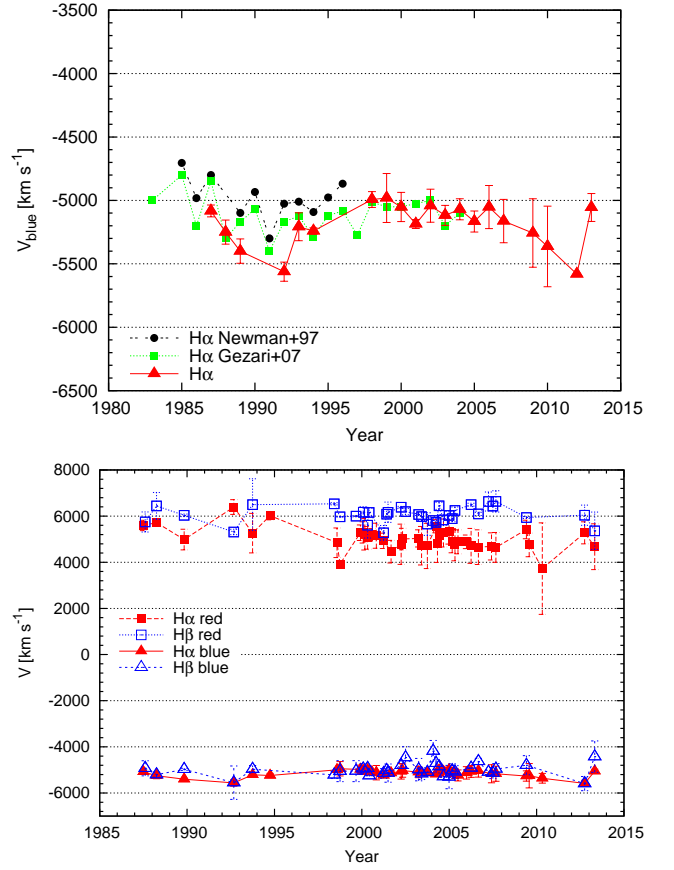 -3500
-4000
-4500
-5000
-5500
-6000
-6500
V_blue [km s⁻¹]
Hα Newman+97
Hα Gezari+07
Hα
1980 1985 1990 1995 2000 2005 2010 2015
Year
8000
6000
4000
2000
0
-2000
-4000
-6000
V [km s⁻¹]
Hα red
Hβ red
Hα blue
Hβ blue
1985 1990 1995 2000 2005 2010 2015
Year